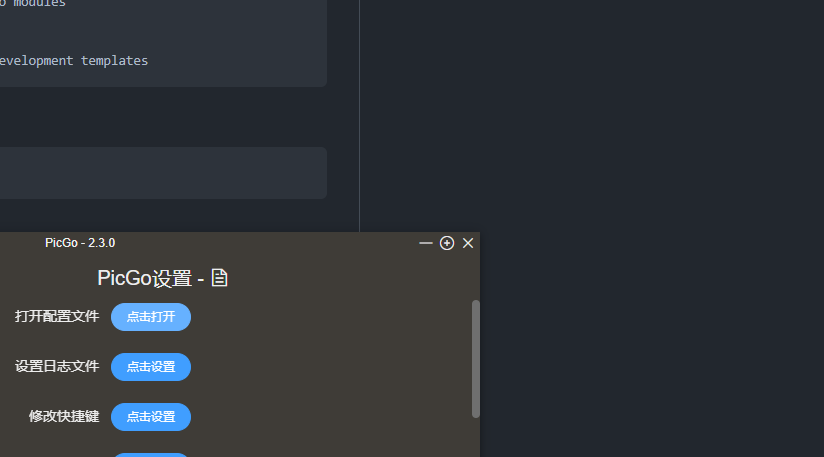 modules
development templates
PicGo - 2.3.0
PicGo设置 -
打开配置文件 点击打开
设置日志文件 点击设置
修改快捷键 点击设置